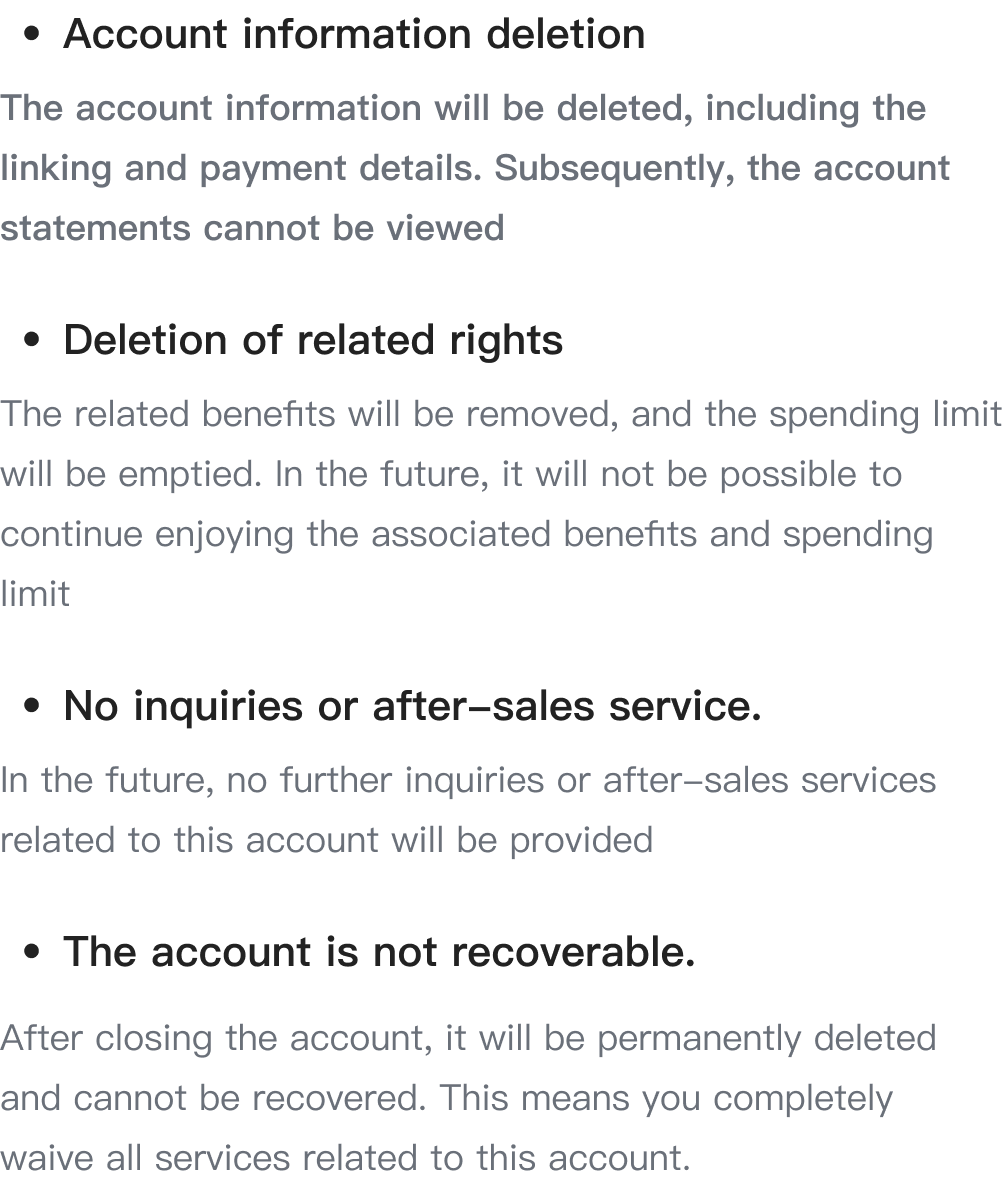 • Account information deletion
The account information will be deleted, including the
linking and payment details. Subsequently, the account
statements cannot be viewed
• Deletion of related rights
The related benefits will be removed, and the spending limit
will be emptied. In the future, it will not be possible to
continue enjoying the associated benefits and spending
limit
• No inquiries or after–sales service.
In the future, no further inquiries or after–sales services
related to this account will be provided
• The account is not recoverable.
After closing the account, it will be permanently deleted
and cannot be recovered. This means you completely
waive all services related to this account.